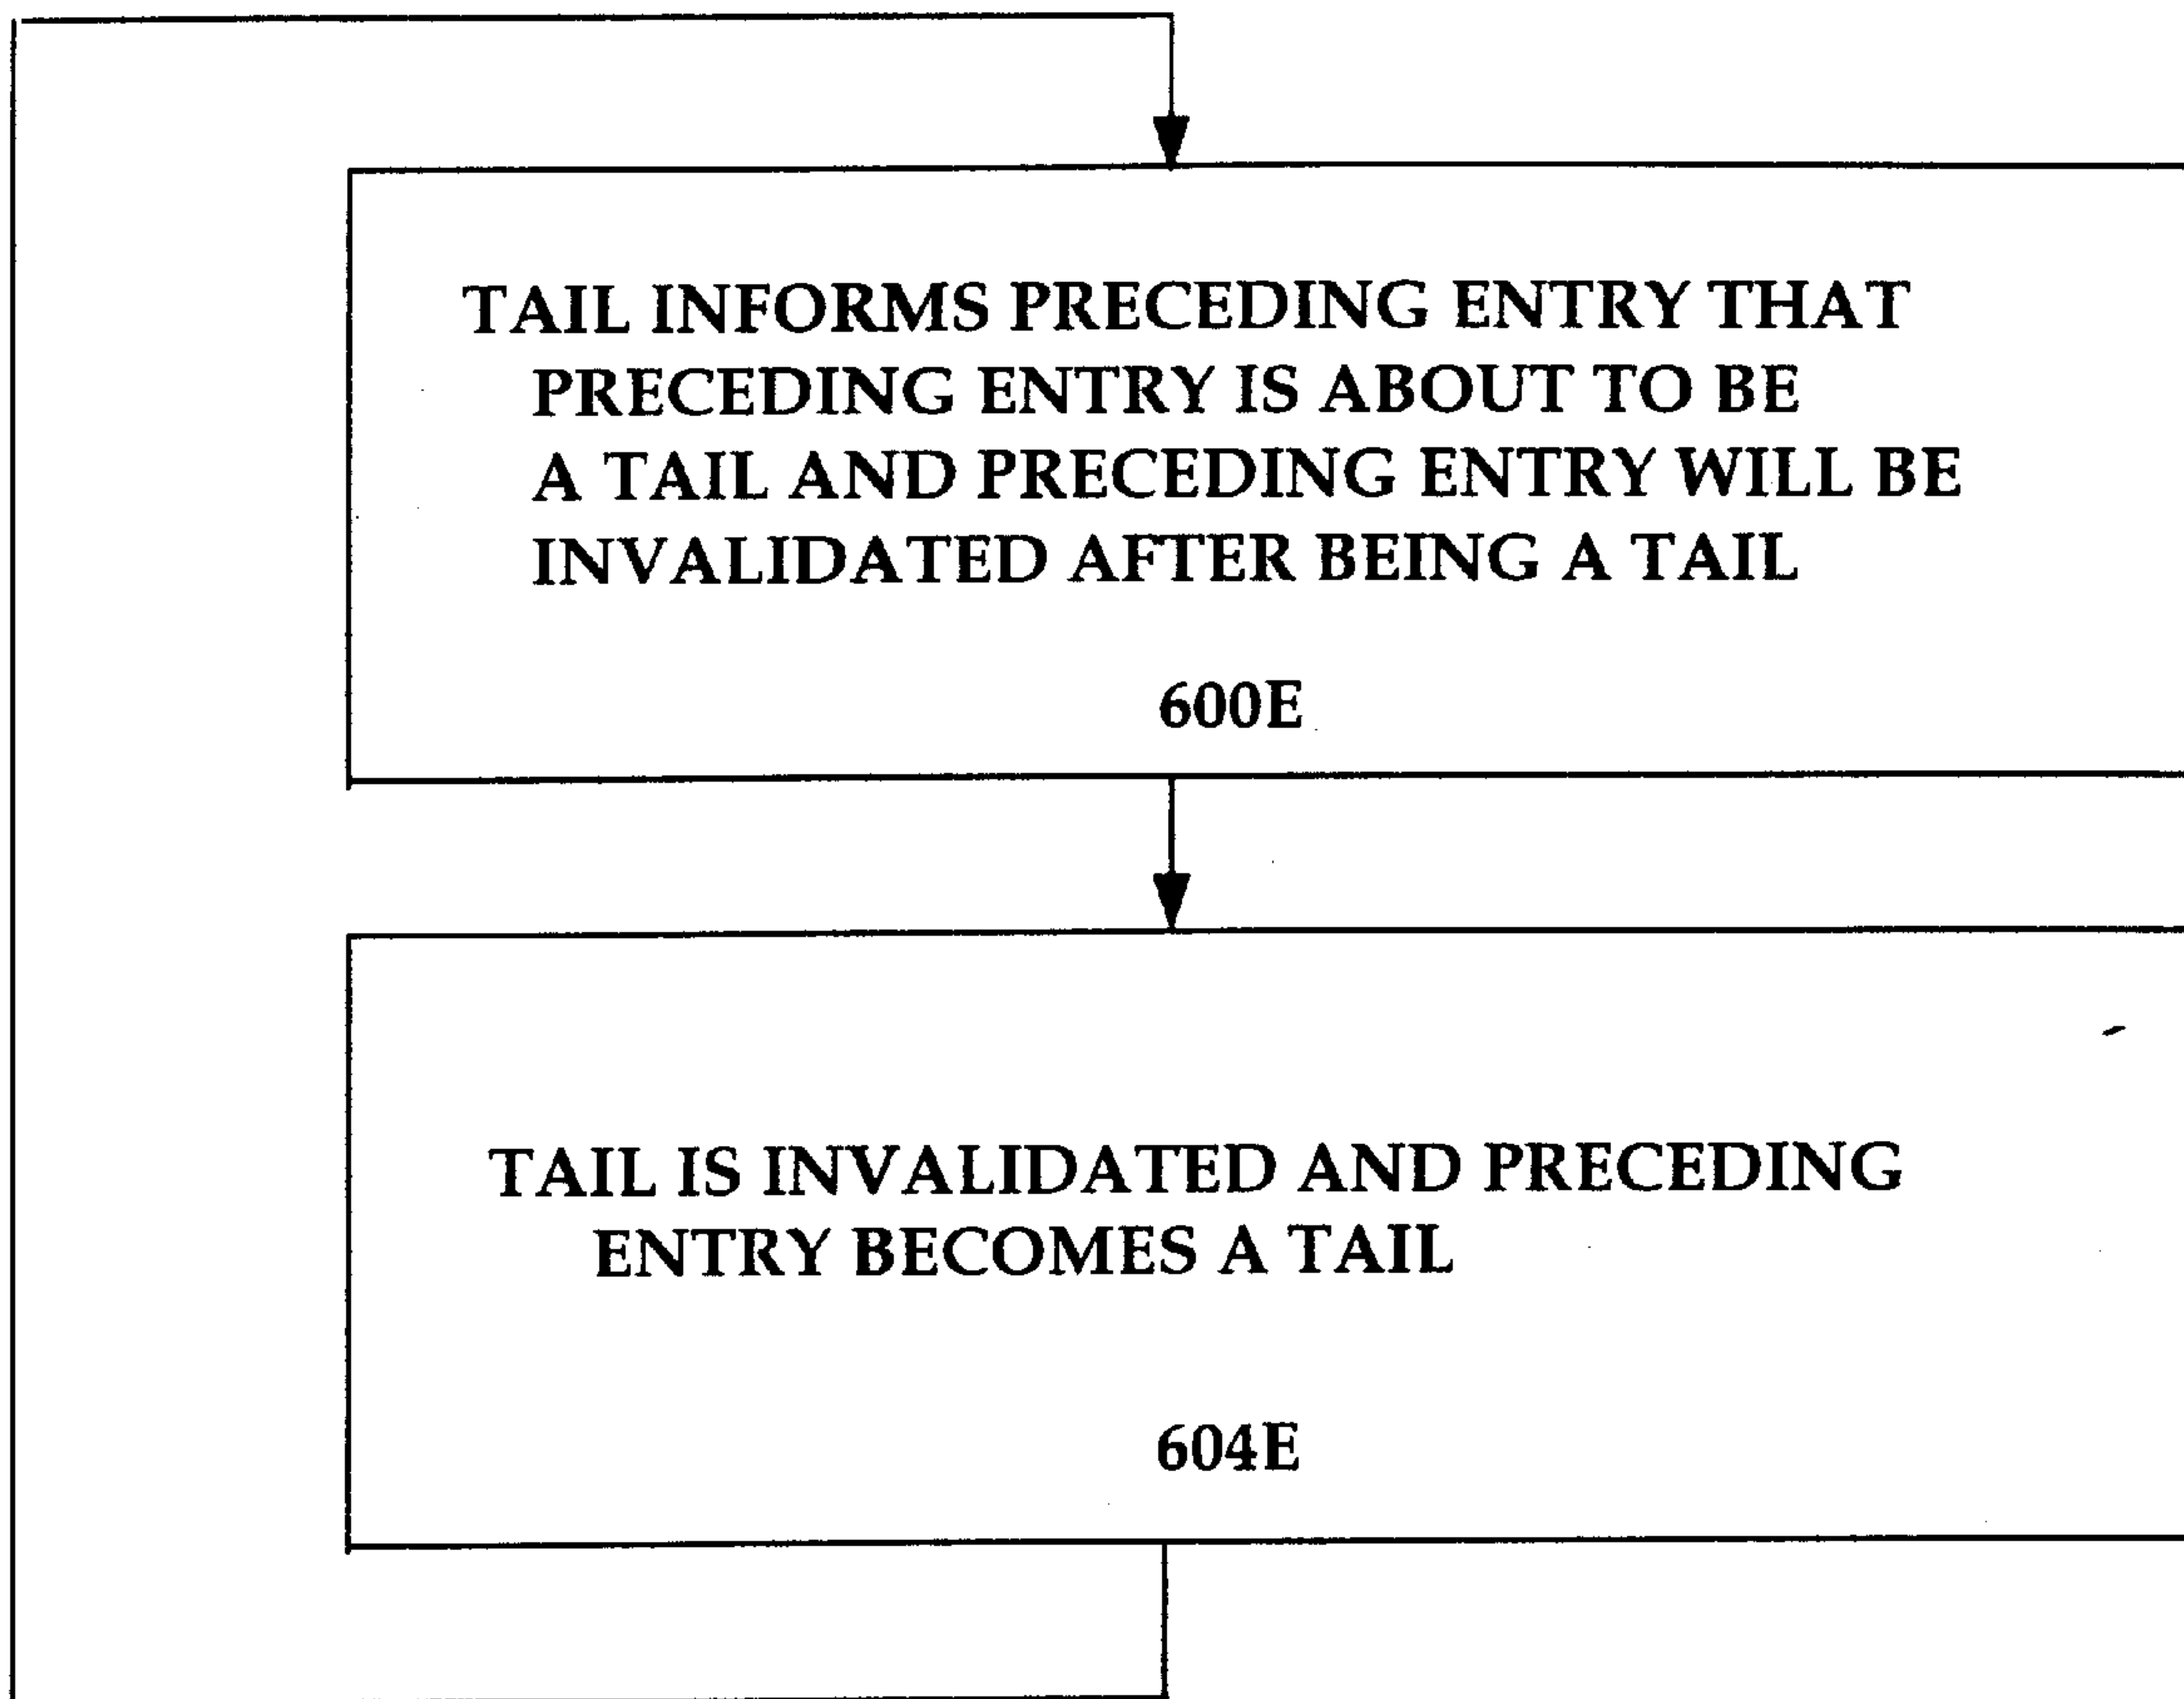 TAIL INFORMS PRECEDING ENTRY THAT
PRECEDING ENTRY IS ABOUT TO BE
A TAIL AND PRECEDING ENTRY WILL BE
INVALIDATED AFTER BEING A TAIL
600E
TAIL IS INVALIDATED AND PRECEDING
ENTRY BECOMES A TAIL
604E